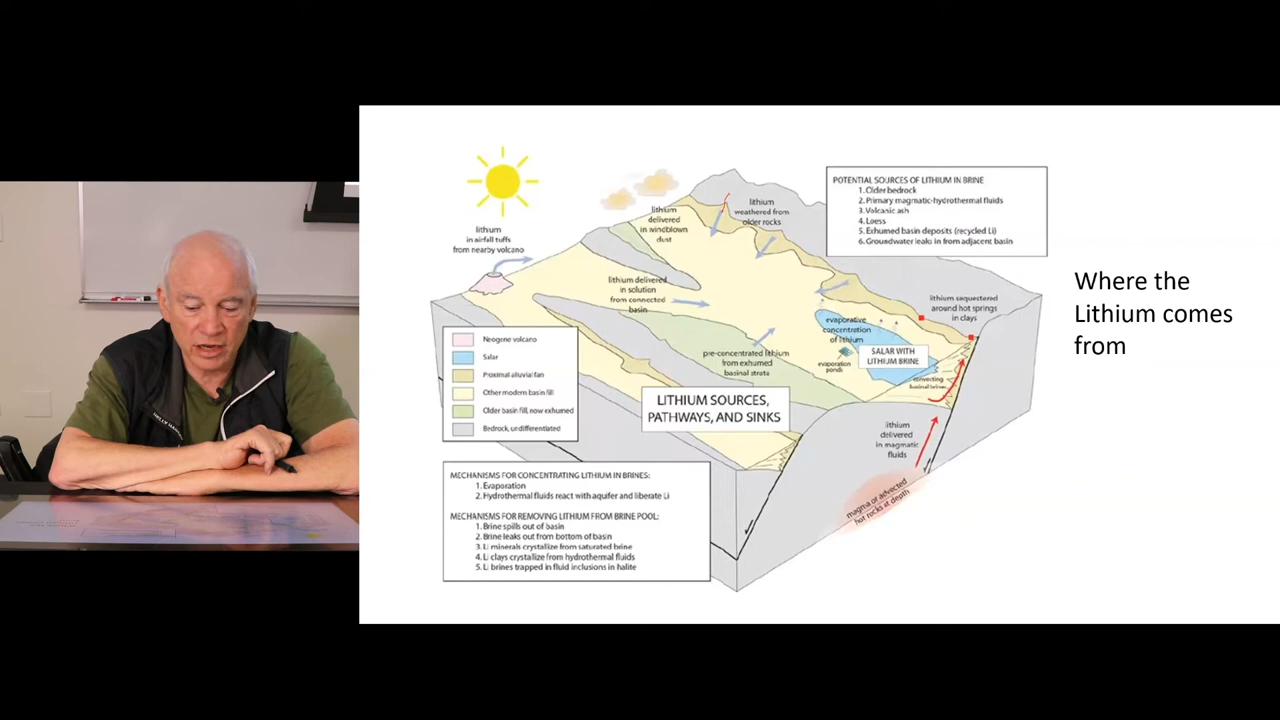 lithium
in airfall tuffs
from nearby volcano
lithium
delivered
in windblown
dust
lithium
weathered from
older rocks
POTENTIAL SOURCES OF LITHIUM IN BRINE
1. Older bedrock
2. Primary magmatic-hydrothermal fluids
3. Volcanic ash
4. Loess
5. Exhumed basin deposits (recycled Li)
6. Groundwater leaks in from adjacent basin
Where the
Lithium comes
from
lithium delivered
in solution
from connected
basin
lithium sequestered
around hot springs
in clays
evaporative
concentration
of lithium
SALAR WITH
LITHIUM BRINE
evaporation
ponds
pre-concentrated lithium
from exhumed
basinal strata
convecting
basinal brines
Neogene volcano
Salar
Proximal alluvial fan
Other modern basin fill
Older basin fill, now exhumed
Bedrock, undifferentiated
LITHIUM SOURCES,
PATHWAYS, AND SINKS
lithium
delivered
in magmatic
fluids
magma or advected
hot rocks at depth
MECHANISMS FOR CONCENTRATING LITHIUM IN BRINES:
1. Evaporation
2. Hydrothermal fluids react with aquifer and liberate Li
MECHANISMS FOR REMOVING LITHIUM FROM BRINE POOL:
1. Brine spills out of basin
2. Brine leaks out from bottom of basin
3. Li minerals crystallize from saturated brine
4. Li clays crystallize from hydrothermal fluids
5. Li brines trapped in fluid inclusions in halite